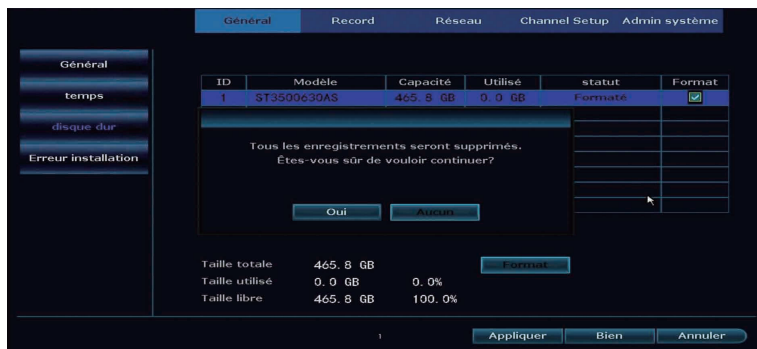 Général Record Réseau Channel Setup Admin système
Général
temps
disque dur
Erreur installation
ID Modèle Capacité Utilisé statut Format
1 ST3500630AS 465.8 GB 0.0 GB Formaté
Tous les enregistrements seront supprimés.
Êtes-vous sûr de vouloir continuer?
Oui Aucun
Taille totale 465.8 GB Format
Taille utilisé 0.0 GB 0.0%
Taille libre 465.8 GB 100.0%
1 Appliquer Bien Annuler